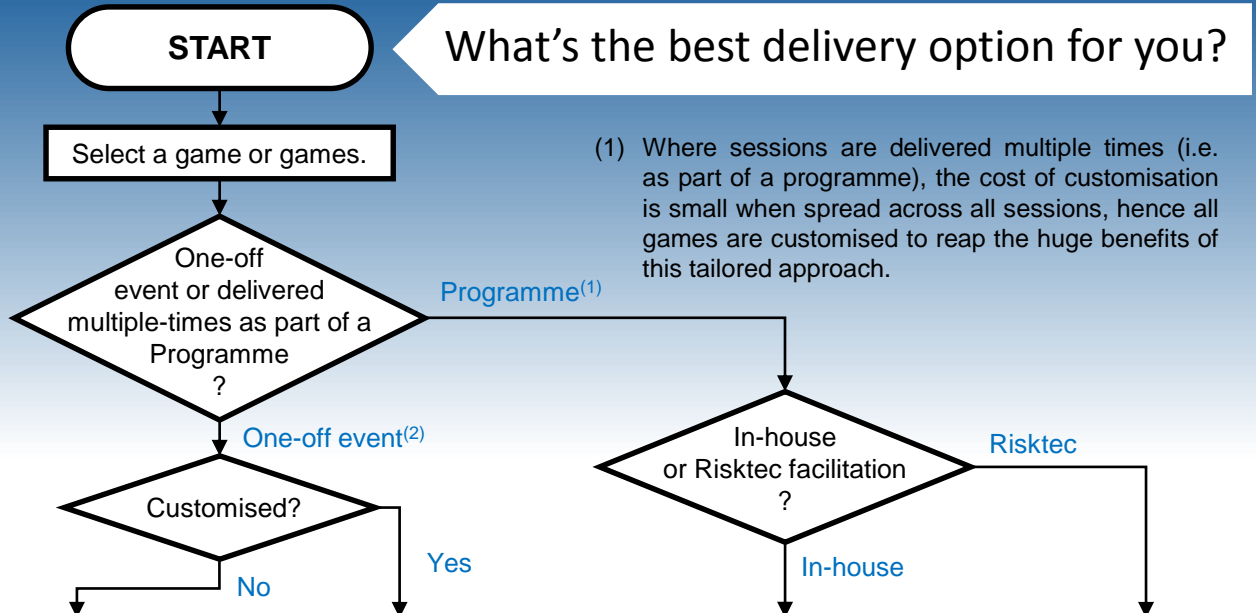 START
What's the best delivery option for you?
Select a game or games.
(1) Where sessions are delivered multiple times (i.e.
as part of a programme), the cost of customisation
is small when spread across all sessions, hence all
games are customised to reap the huge benefits of
this tailored approach.
One-off
event or delivered
multiple-times as part of a
Programme
?
Programme(1)
One-off event(2)
In-house
or Risktec facilitation
?
Risktec
Customised?
Yes
No
In-house